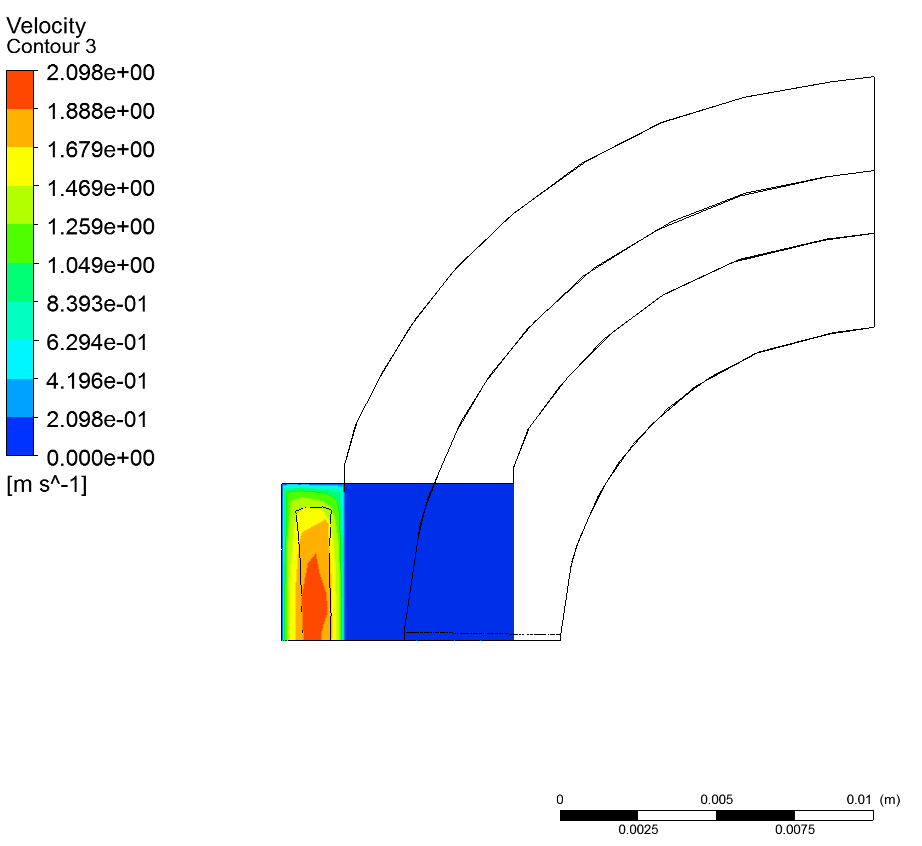 Velocity
Contour 3
2.098e+00
1.888e+00
1.679e+00
1.469e+00
1.259e+00
1.049e+00
8.393e-01
6.294e-01
4.196e-01
2.098e-01
0.000e+00
[m s^-1]
0 0.005 0.01 (m)
0.0025 0.0075